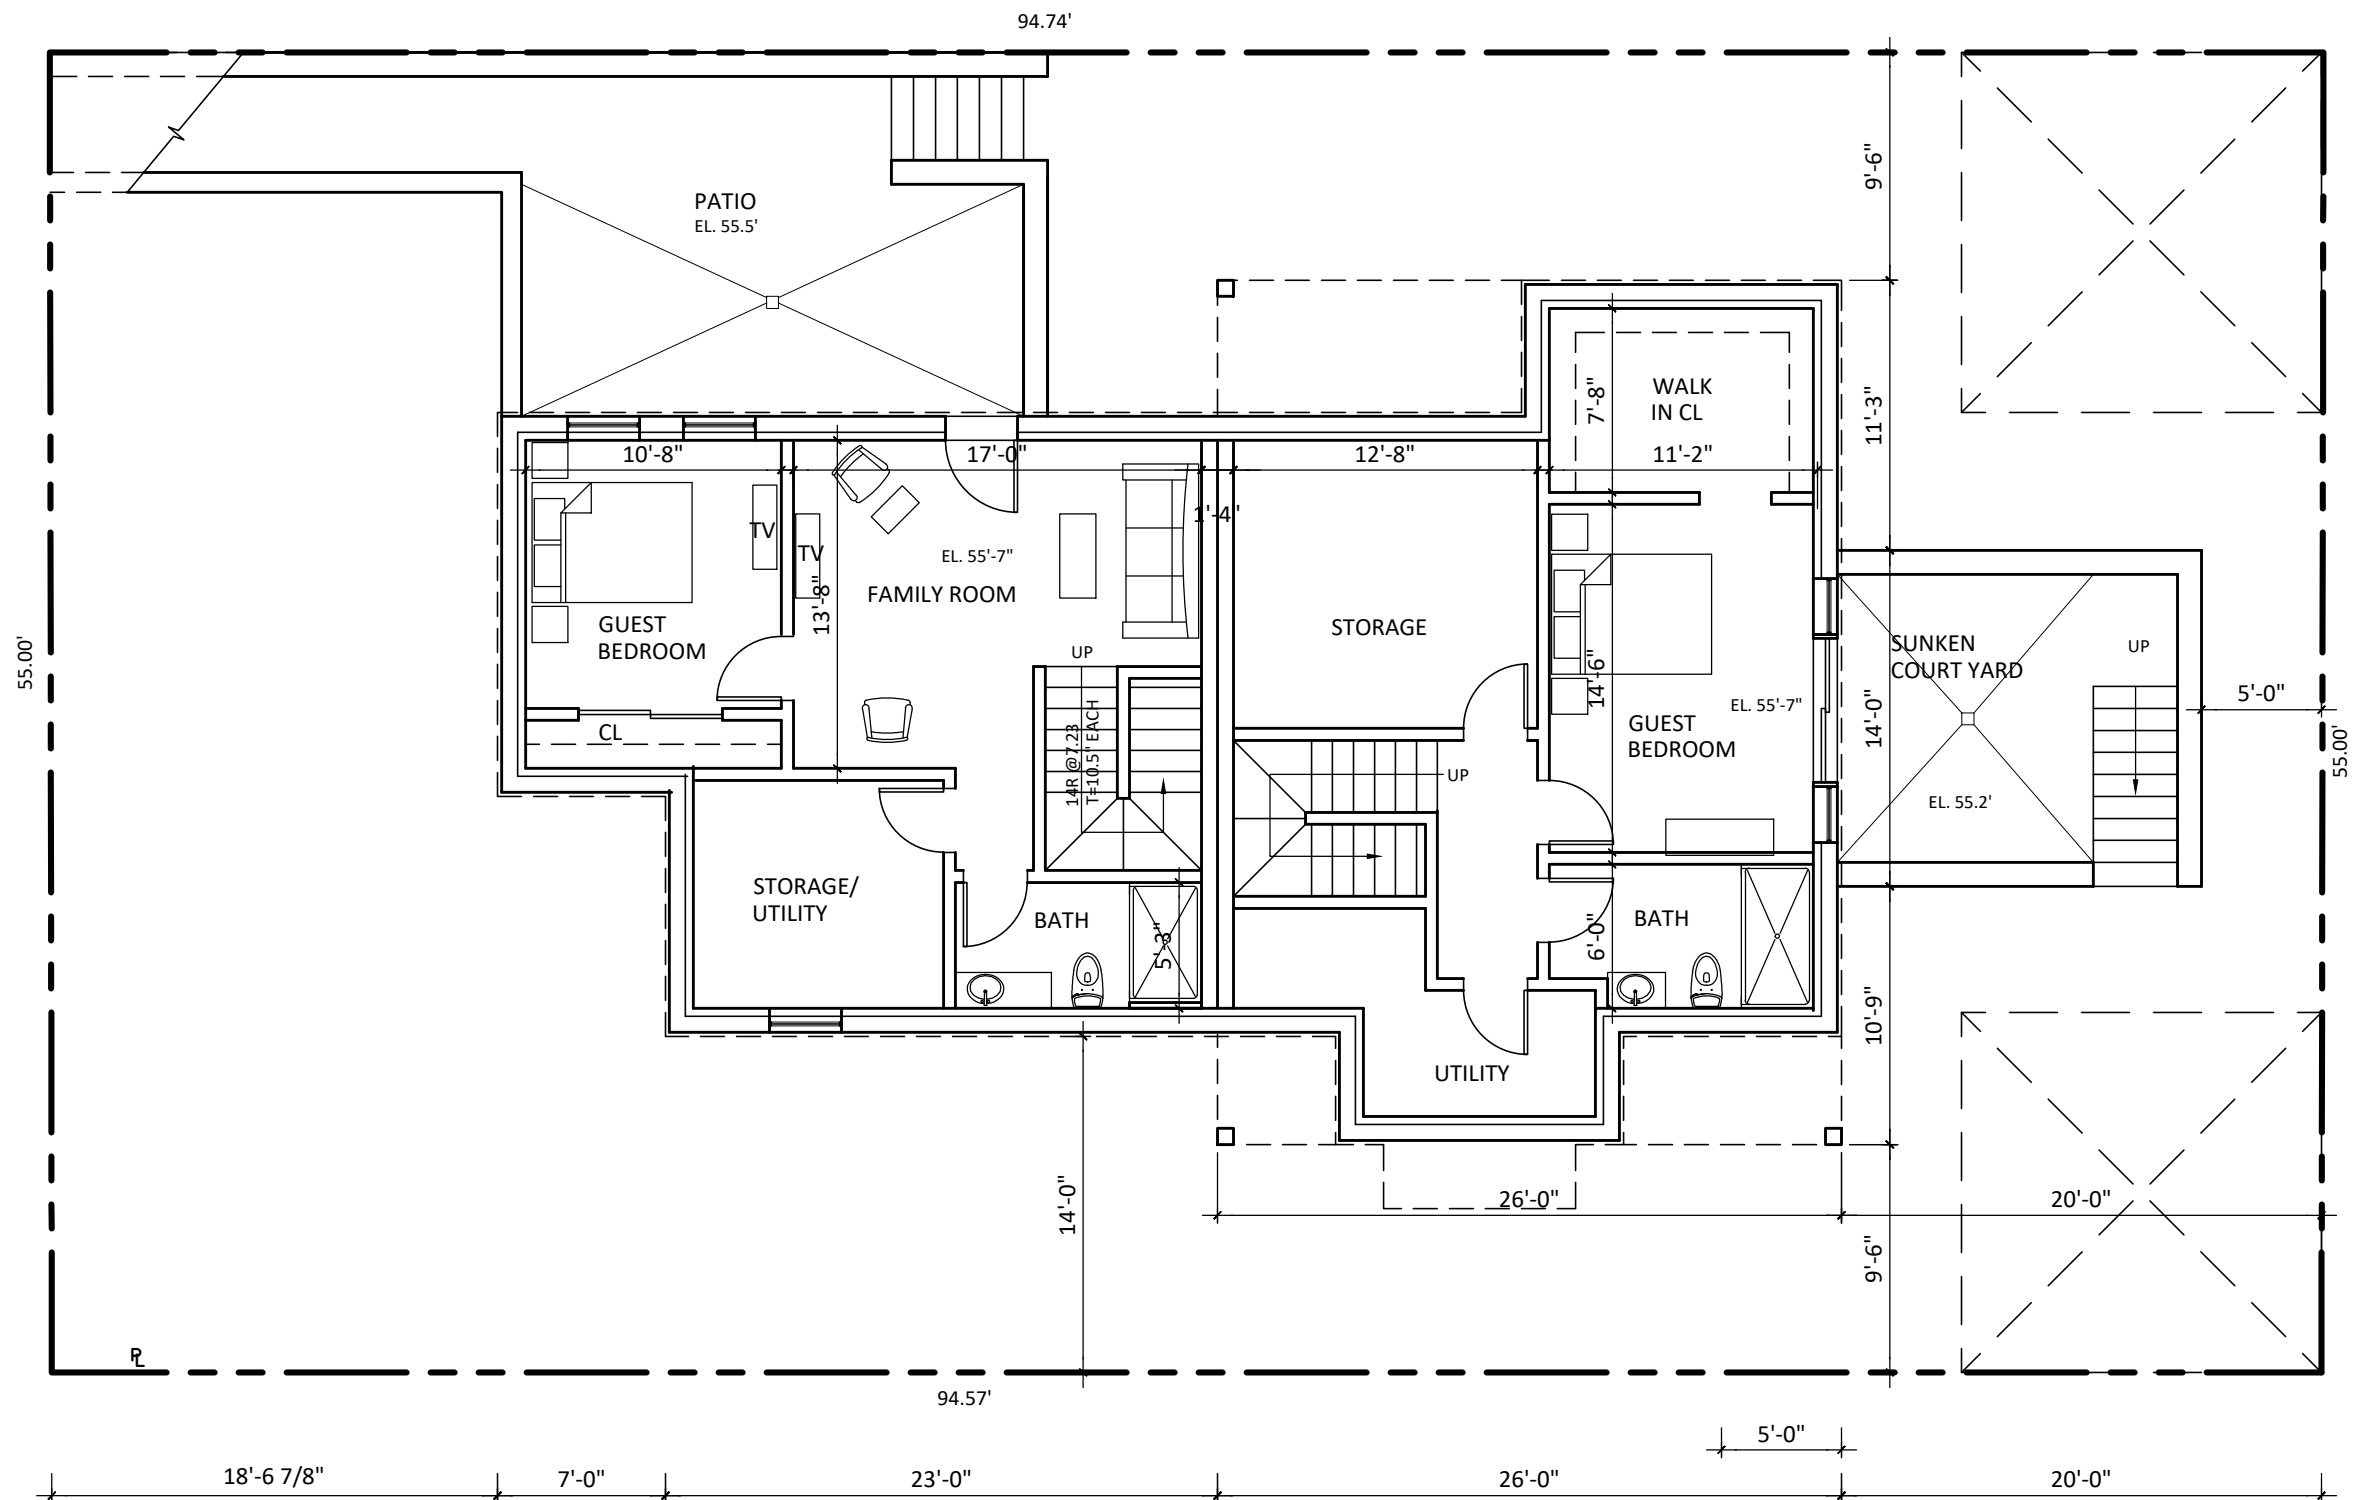 94.74'
9'-6"
PATIO
EL. 55.5'
WALK
IN CL
7'-8"
11'-3"
10'-8"
17'-0"
12'-8"
11'-2"
1'-4"
TV
TV
EL. 55'-7"
FAMILY ROOM
13'-8"
GUEST
BEDROOM
STORAGE
UP
SUNKEN
COURT YARD
UP
55.00'
14'-6"
EL. 55'-7"
14'-0"
5'-0"
GUEST
BEDROOM
CL
14R @7.23
T=10.5" EACH
UP
55.00'
EL. 55.2'
STORAGE/
UTILITY
BATH
5'-3"
BATH
6'-0"
10'-9"
UTILITY
14'-0"
26'-0"
20'-0"
9'-6"
PL
94.57'
5'-0"
18'-6 7/8"
7'-0"
23'-0"
26'-0"
20'-0"